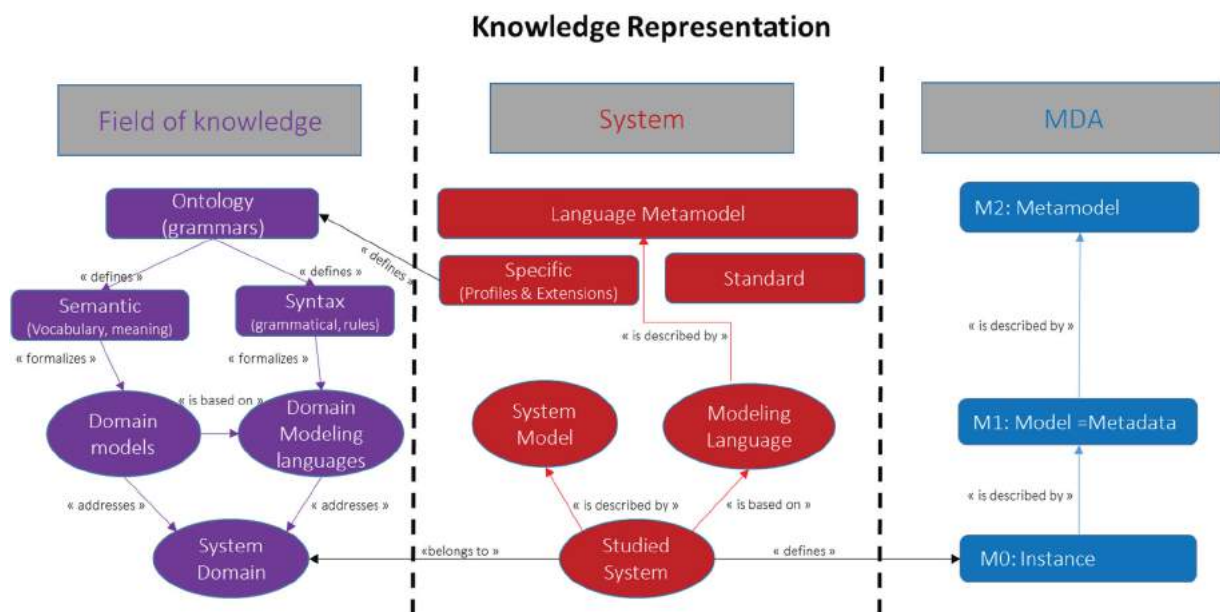 Knowledge Representation
Field of knowledge
System
MDA
Ontology
(grammars)
Language Metamodel
M2: Metamodel
« defines »
« defines »
« defines »
Specific
(Profiles & Extensions)
Standard
Semantic
(Vocabulary, meaning)
Syntax
(grammatical, rules)
« is described by »
« is described by »
« formalizes »
« formalizes »
Domain
models
« is based on »
Domain
Modeling
languages
System
Model
Modeling
Language
M1: Model =Metadata
« addresses »
« addresses »
« is described by »
« is based on »
« is described by »
System
Domain
«belongs to »
Studied
System
« defines »
M0: Instance